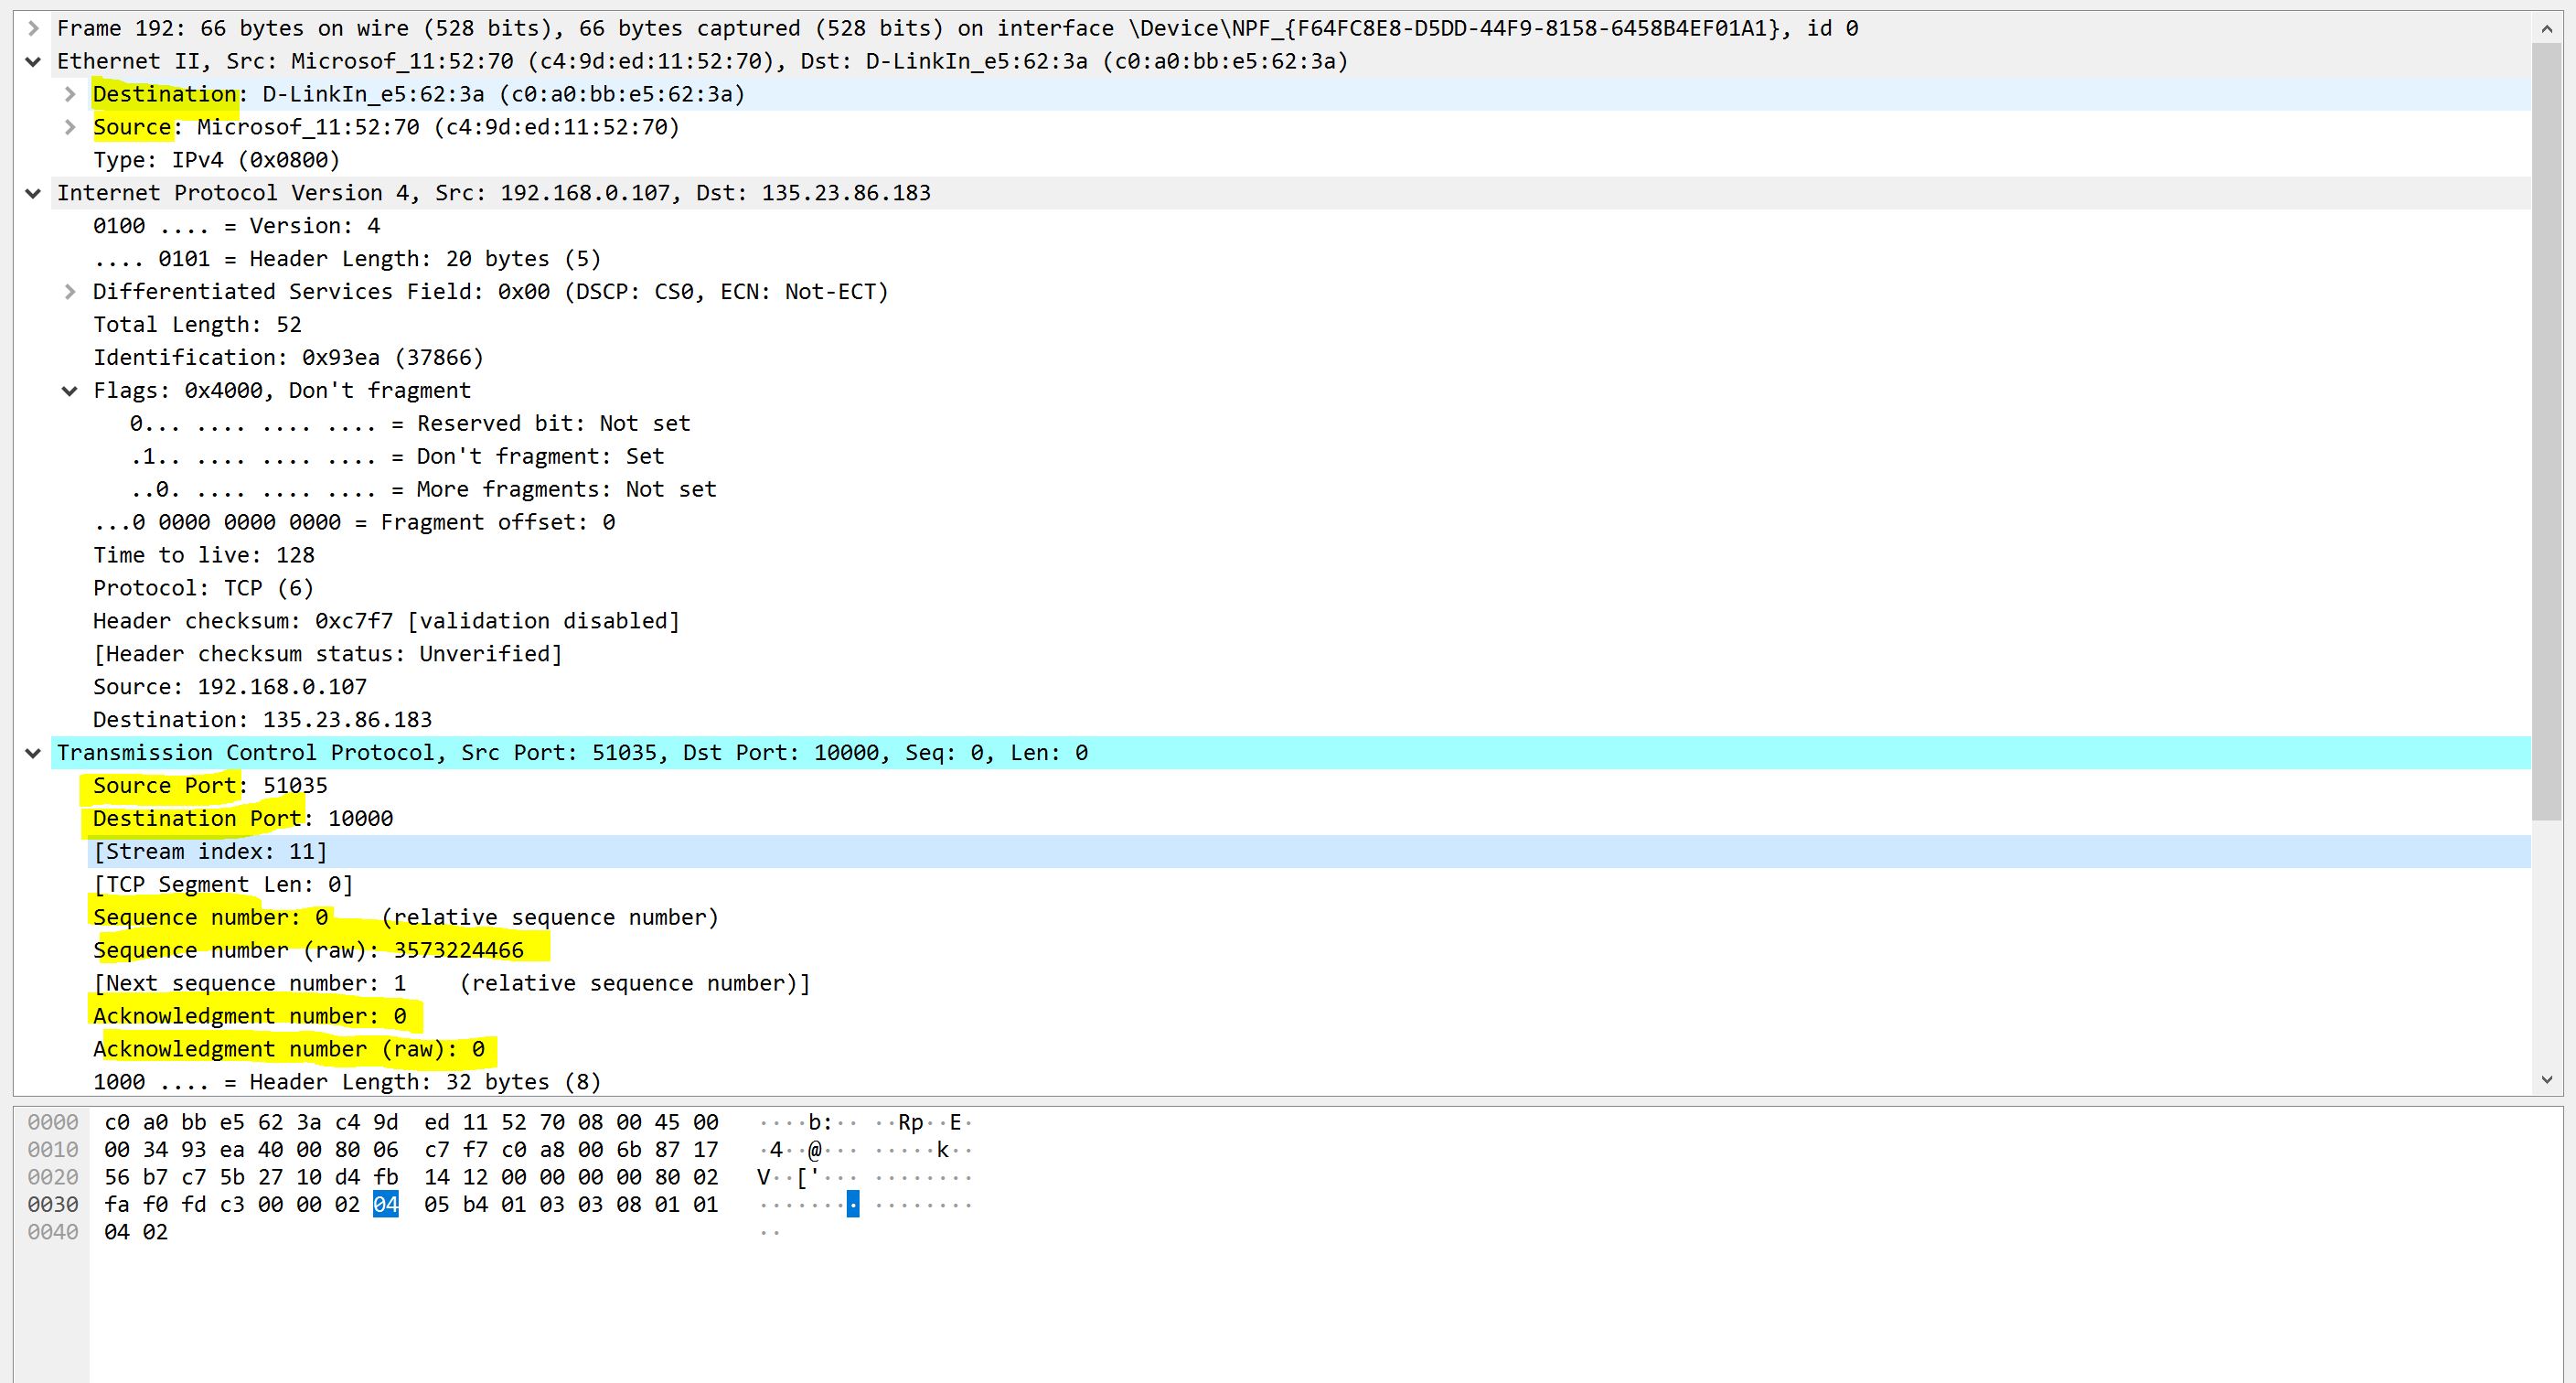 Frame 192: 66 bytes on wire (528 bits), 66 bytes captured (528 bits) on interface \Device\NPF_{F64FC8E8-D5DD-44F9-8158-6458B4EF01A1}, id 0
Ethernet II, Src: Microsof_11:52:70 (c4:9d:ed:11:52:70), Dst: D-LinkIn_e5:62:3a (c0:a0:bb:e5:62:3a)
Destination: D-LinkIn_e5:62:3a (c0:a0:bb:e5:62:3a)
Source: Microsof_11:52:70 (c4:9d:ed:11:52:70)
Type: IPv4 (0x0800)
Internet Protocol Version 4, Src: 192.168.0.107, Dst: 135.23.86.183
0100 .... = Version: 4
.... 0101 = Header Length: 20 bytes (5)
Differentiated Services Field: 0x00 (DSCP: CS0, ECN: Not-ECT)
Total Length: 52
Identification: 0x93ea (37866)
Flags: 0x4000, Don't fragment
0... .... .... .... = Reserved bit: Not set
.1.. .... .... .... = Don't fragment: Set
..0. .... .... .... = More fragments: Not set
...0 0000 0000 0000 = Fragment offset: 0
Time to live: 128
Protocol: TCP (6)
Header checksum: 0xc7f7 [validation disabled]
[Header checksum status: Unverified]
Source: 192.168.0.107
Destination: 135.23.86.183
Transmission Control Protocol, Src Port: 51035, Dst Port: 10000, Seq: 0, Len: 0
Source Port: 51035
Destination Port: 10000
[Stream index: 11]
[TCP Segment Len: 0]
Sequence number: 0    (relative sequence number)
Sequence number (raw): 3573224466
[Next sequence number: 1    (relative sequence number)]
Acknowledgment number: 0
Acknowledgment number (raw): 0
1000 .... = Header Length: 32 bytes (8)
0000 c0 a0 bb e5 62 3a c4 9d ed 11 52 70 08 00 45 00 ····b:·· ··Rp··E·
0010 00 34 93 ea 40 00 80 06 c7 f7 c0 a8 00 6b 87 17 ·4··@··· ·····k··
0020 56 b7 c7 5b 27 10 d4 fb 14 12 00 00 00 00 80 02 V··['··· ········
0030 fa f0 fd c3 00 00 02 04 05 b4 01 03 03 08 01 01 ········ ········
0040 04 02 ··